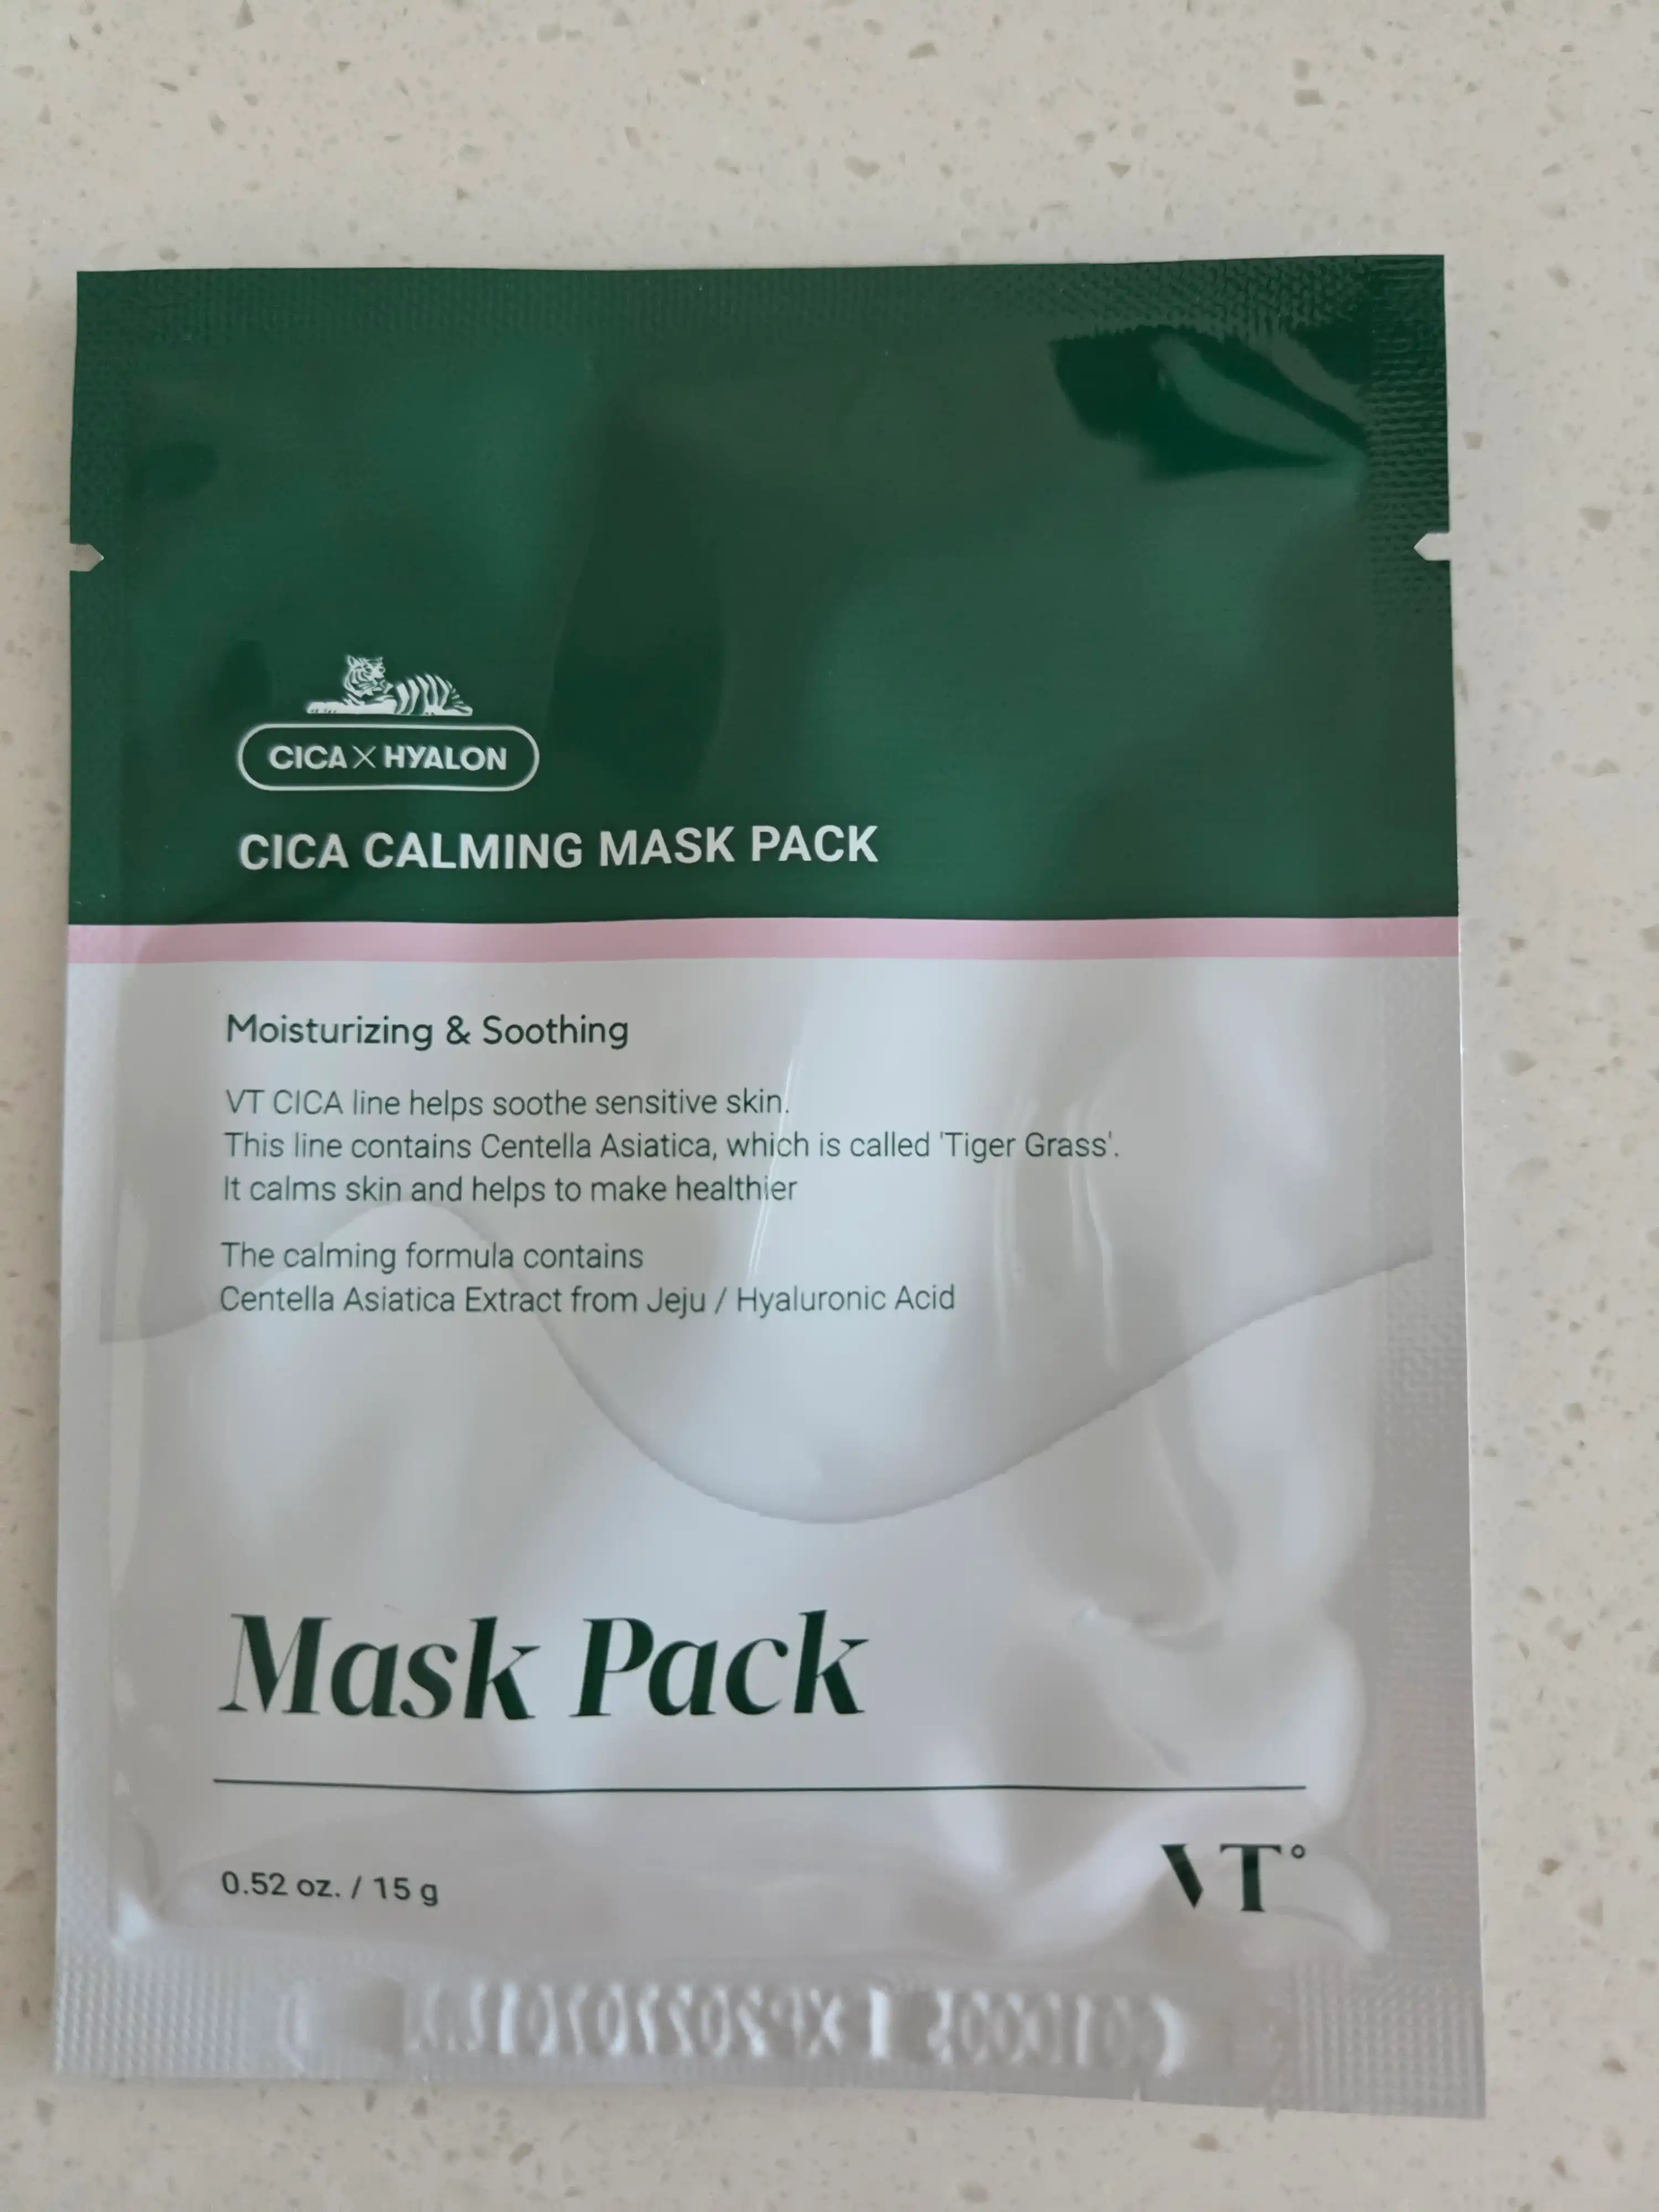 CICA X HYALON
CICA CALMING MASK PACK
Moisturizing & Soothing
VT CICA line helps soothe sensitive skin.
This line contains Centella Asiatica, which is called 'Tiger Grass'.
It calms skin and helps to make healthier
The calming formula contains
Centella Asiatica Extract from Jeju / Hyaluronic Acid
Mask Pack
0.52 oz. / 15 g
VT°